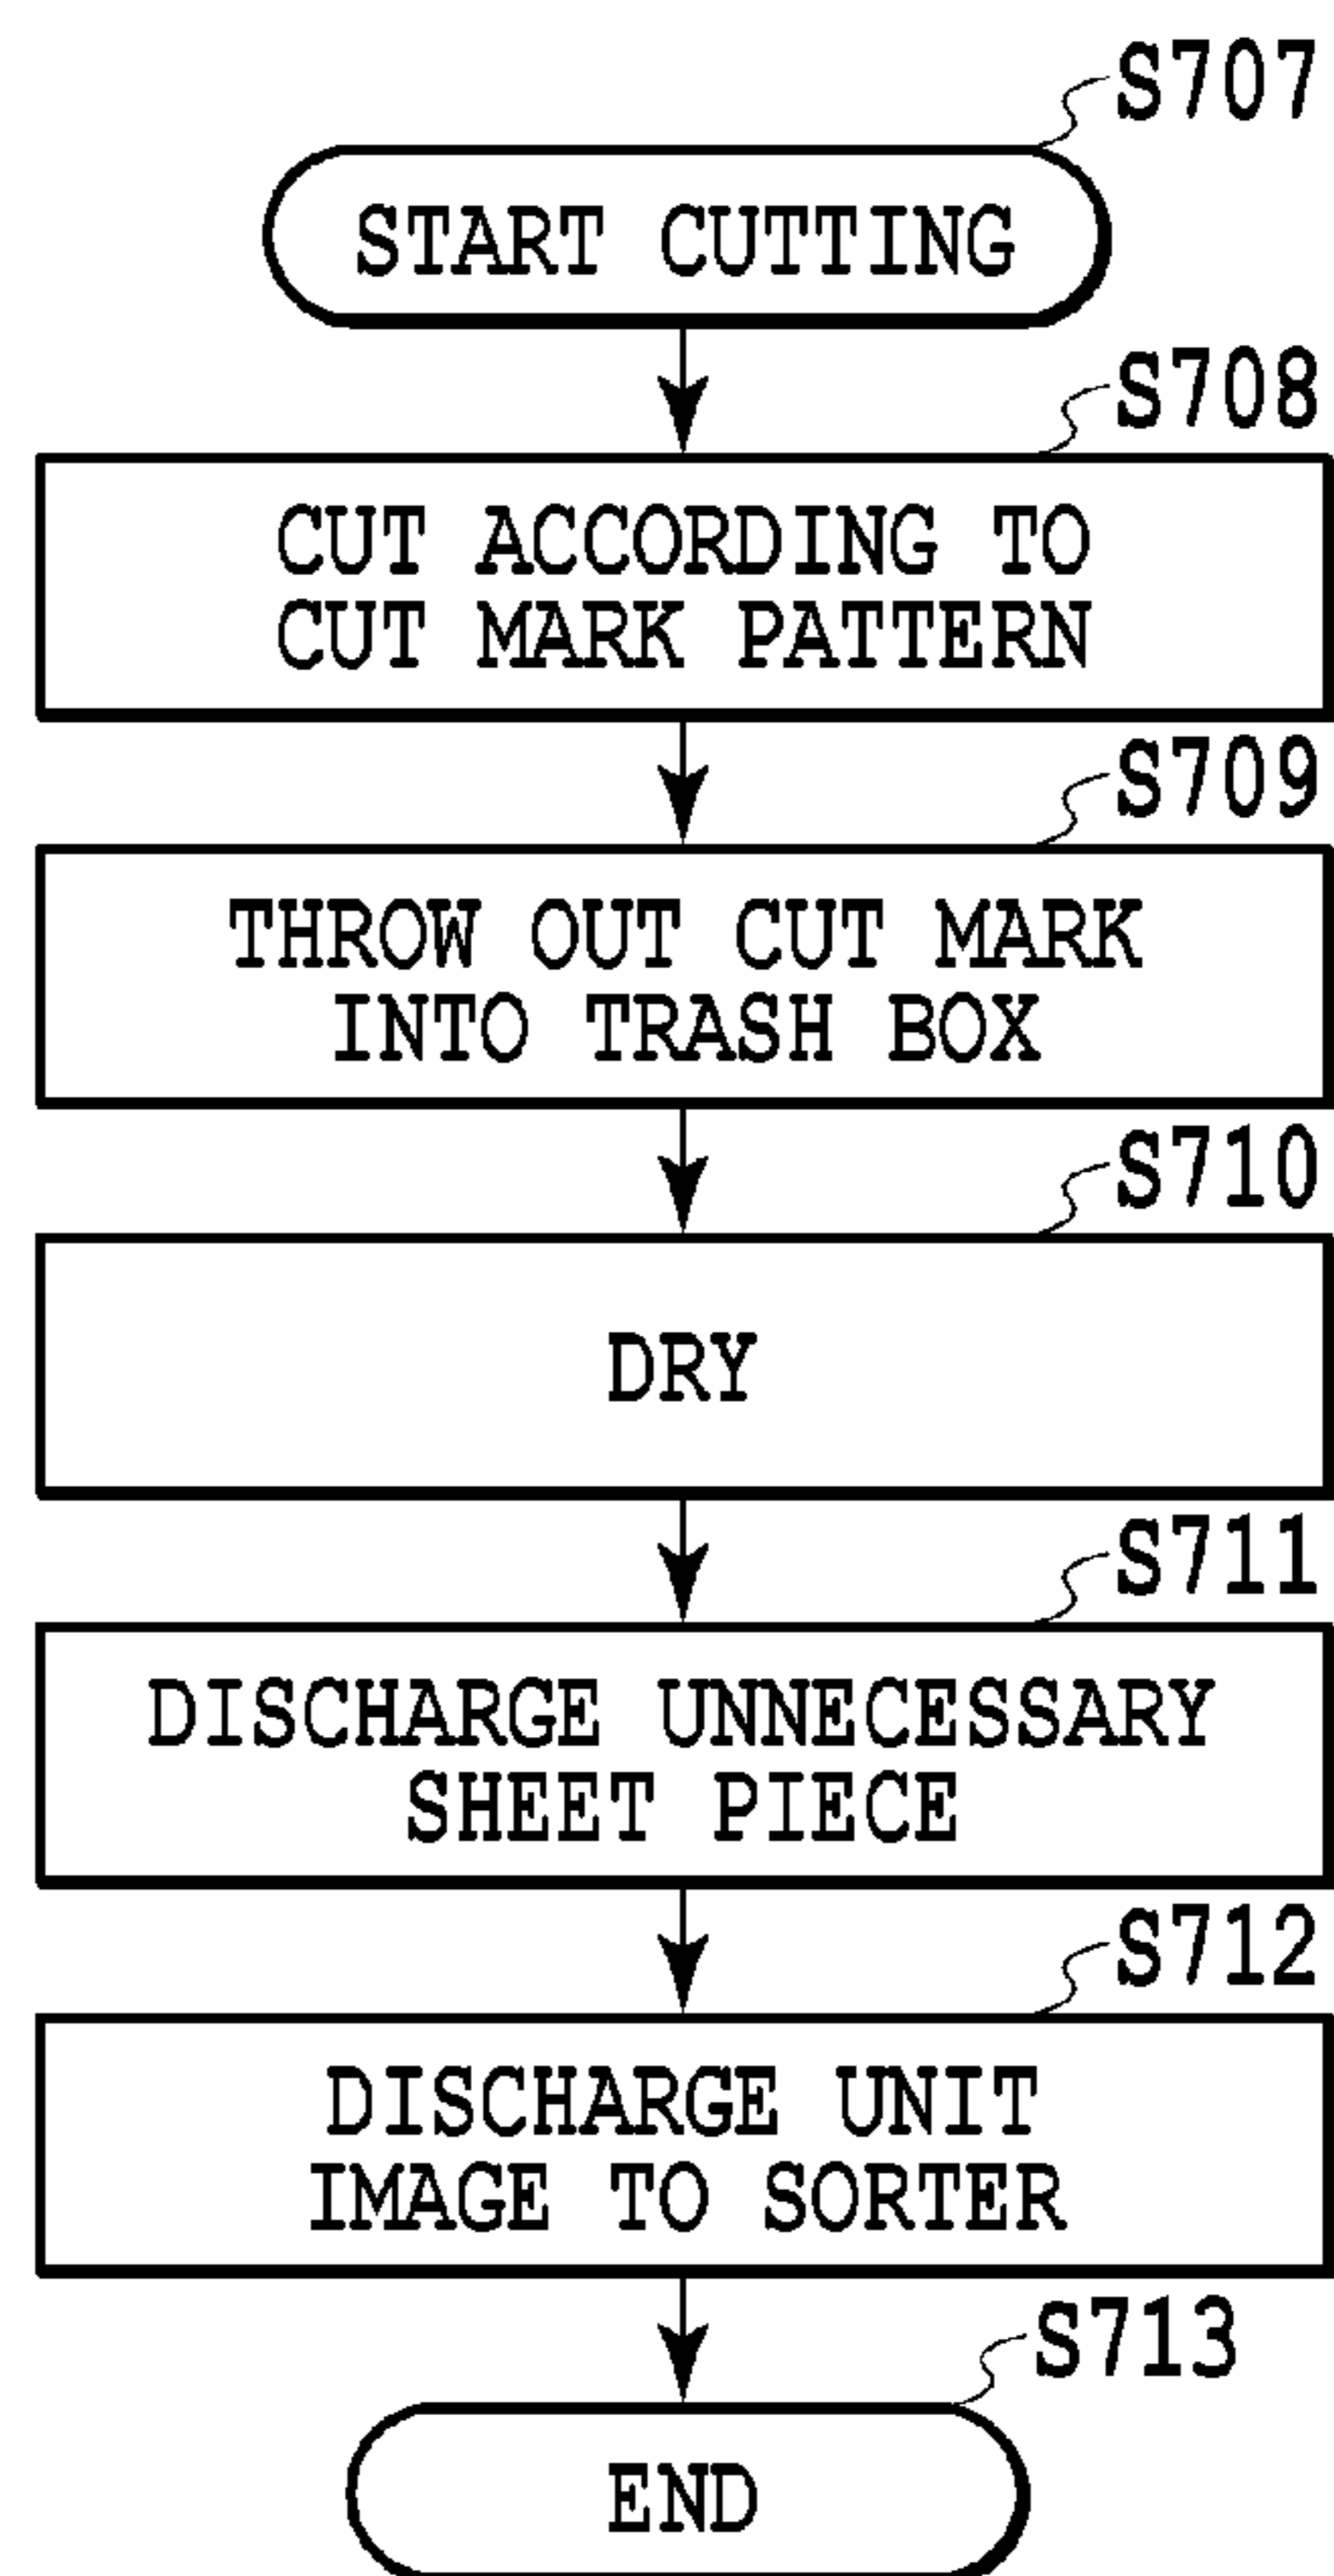 S707
START CUTTING
S708
CUT ACCORDING TO
CUT MARK PATTERN
S709
THROW OUT CUT MARK
INTO TRASH BOX
S710
DRY
S711
DISCHARGE UNNECESSARY
SHEET PIECE
S712
DISCHARGE UNIT
IMAGE TO SORTER
S713
END